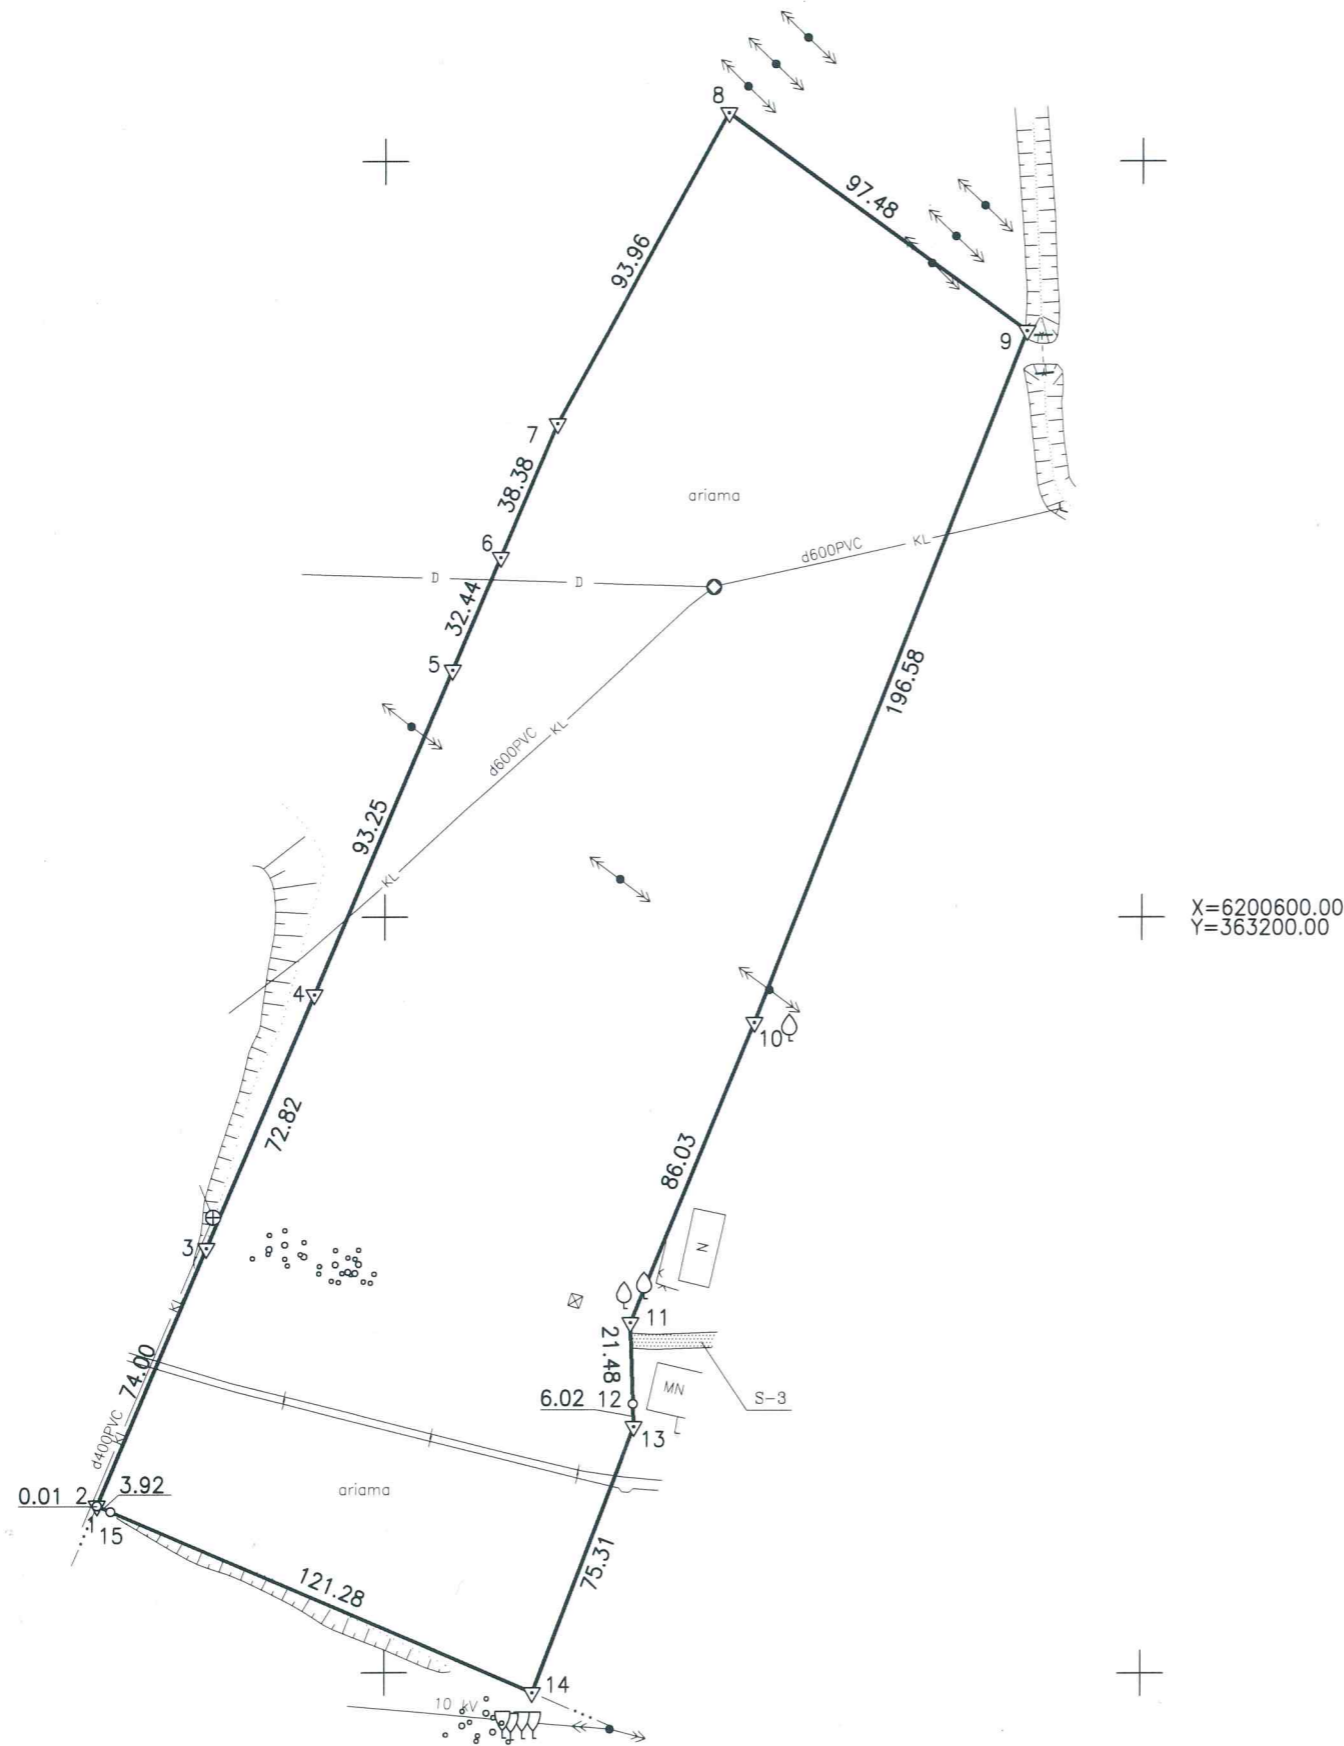 8
97.48
93.96
9
7
38.38
ariama
6
d600PVC
KL
D
D
32.44
5
196.58
d600PVC
KL
93.25
KL
X=6200600.00
Y=363200.00
4
10
72.82
86.03
N
3
K
11
KL
21.48
74.00
MN
S-3
6.02
12
13
d400PVC
KL
ariama
0.01
2
3.92
1
15
75.31
121.28
14
10 kV